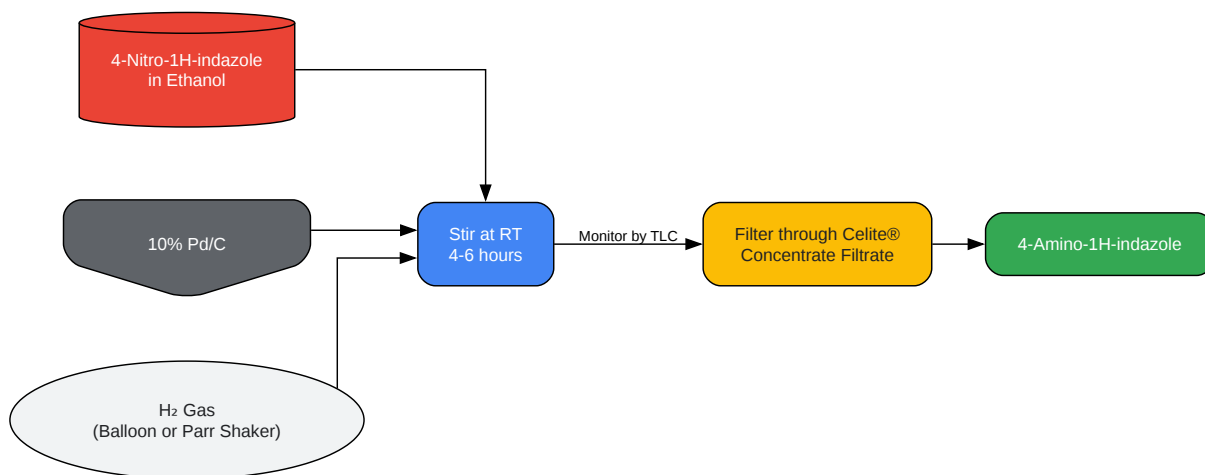 4-Nitro-1H-indazole
in Ethanol
10% Pd/C
H₂ Gas
(Balloon or Parr Shaker)
Stir at RT
4-6 hours
Monitor by TLC
Filter through Celite®
Concentrate Filtrate
4-Amino-1H-indazole